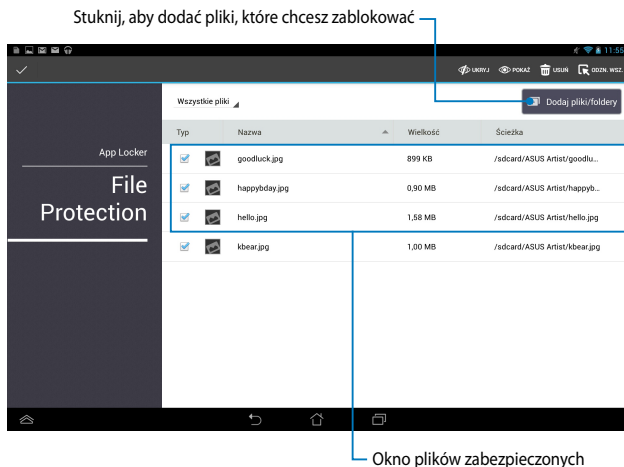 Stuknij, aby dodać pliki, które chcesz zablokować
11:55
UKRYJ POKAŻ USUŃ ODZN. WSZ.
Wszystkie pliki Dodaj pliki/foldery
Typ Nazwa Wielkość Ścieżka
App Locker
File
Protection
goodluck.jpg 899 KB /sdcard/ASUS Artist/goodlu...
happybday.jpg 0,90 MB /sdcard/ASUS Artist/happyb...
hello.jpg 1,58 MB /sdcard/ASUS Artist/hello.jpg
kbear.jpg 1,00 MB /sdcard/ASUS Artist/kbear.jpg
Okno plików zabezpieczonych